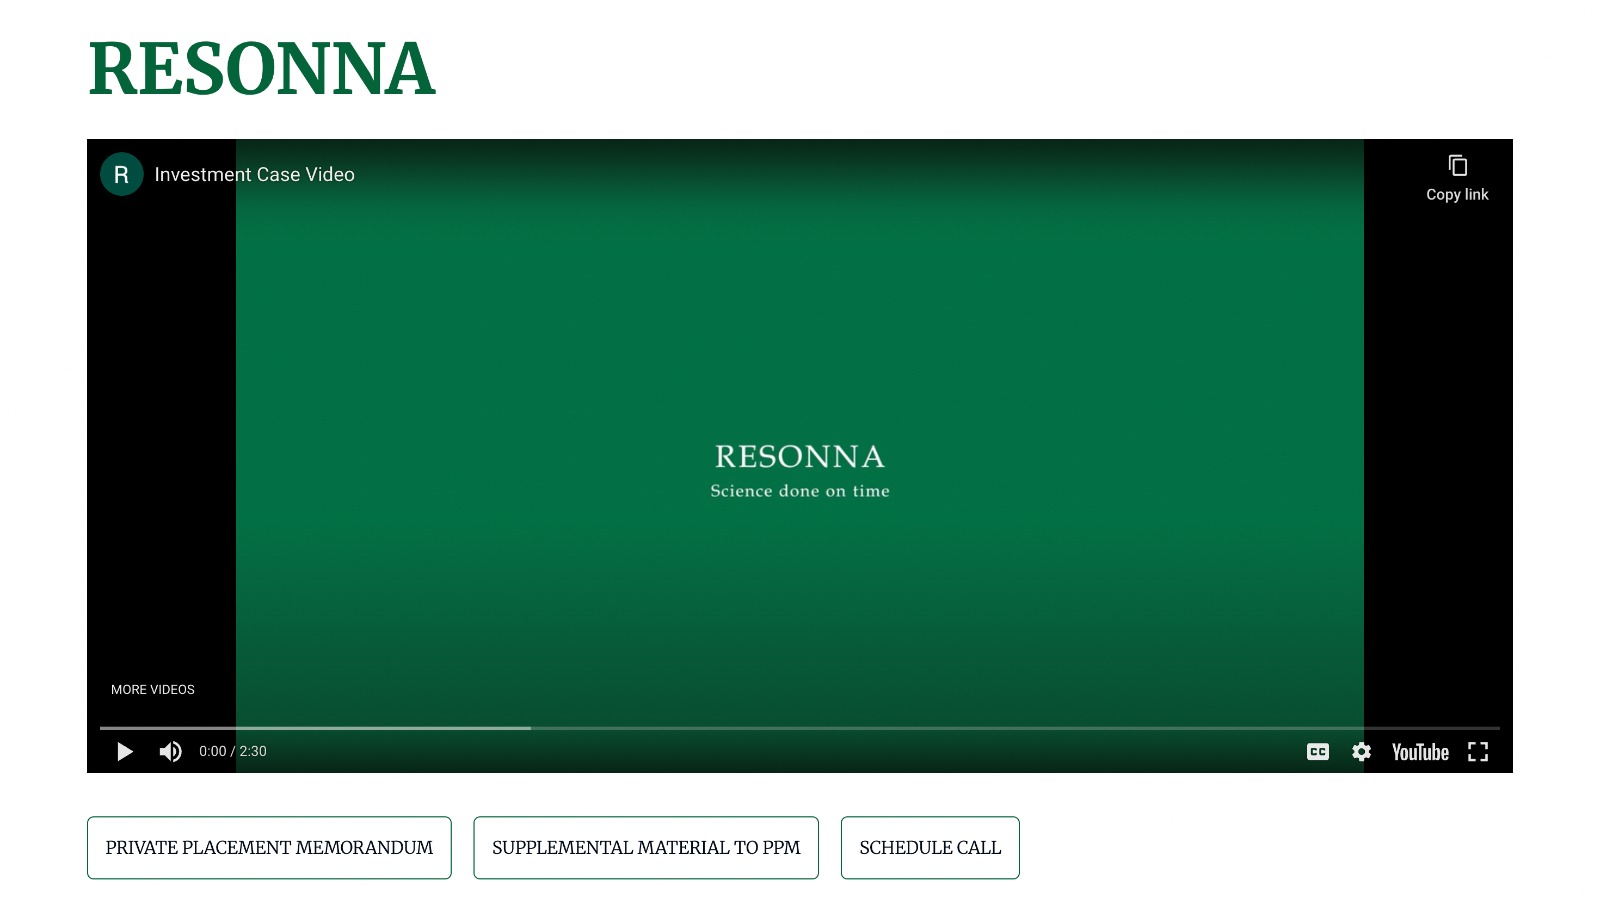 RESONNA
R Investment Case Video
Copy link
RESONNA
Science done on time
MORE VIDEOS
0:00 / 2:30
CC
YouTube
PRIVATE PLACEMENT MEMORANDUM
SUPPLEMENTAL MATERIAL TO PPM
SCHEDULE CALL